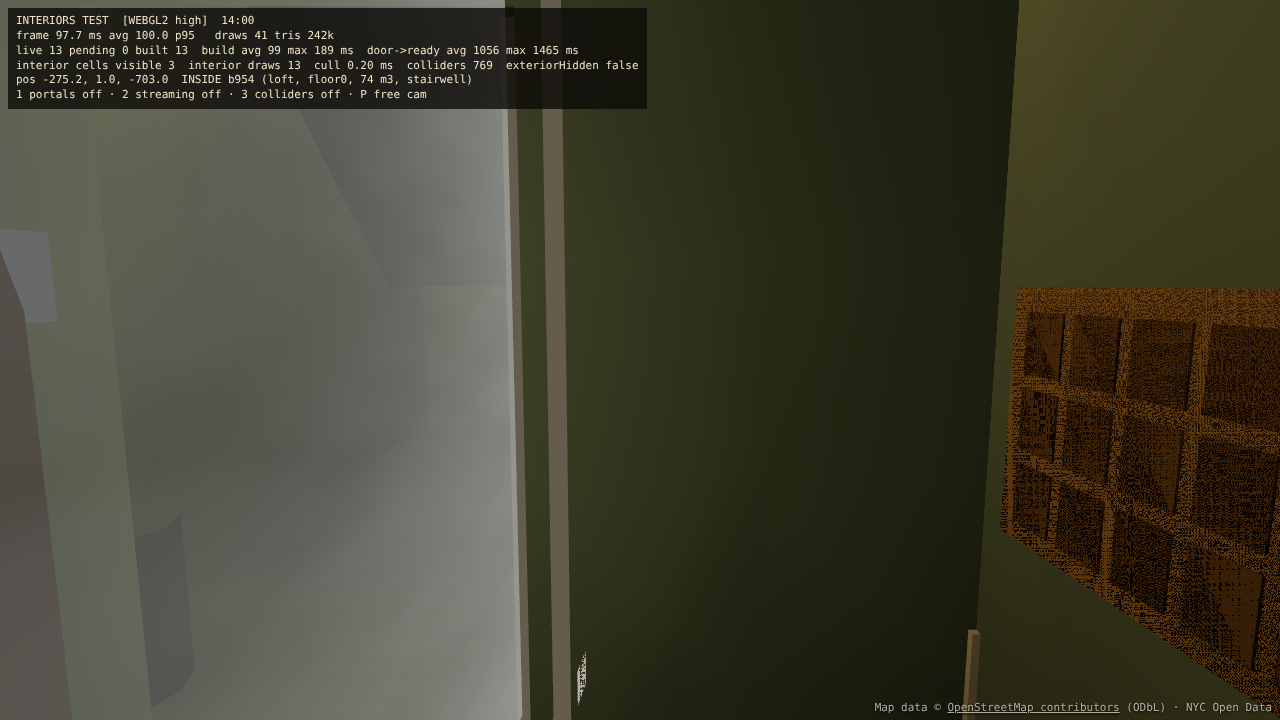 INTERIORS TEST  [WEBGL2 high]  14:00
frame 97.7 ms avg 100.0 p95   draws 41 tris 242k
live 13 pending 0 built 13  build avg 99 max 189 ms  door->ready avg 1056 max 1465 ms
interior cells visible 3  interior draws 13  cull 0.20 ms  colliders 769  exteriorHidden false
pos -275.2, 1.0, -703.0  INSIDE b954 (loft, floor0, 74 m3, stairwell)
1 portals off · 2 streaming off · 3 colliders off · P free cam
Map data © OpenStreetMap contributors (ODbL) · NYC Open Data